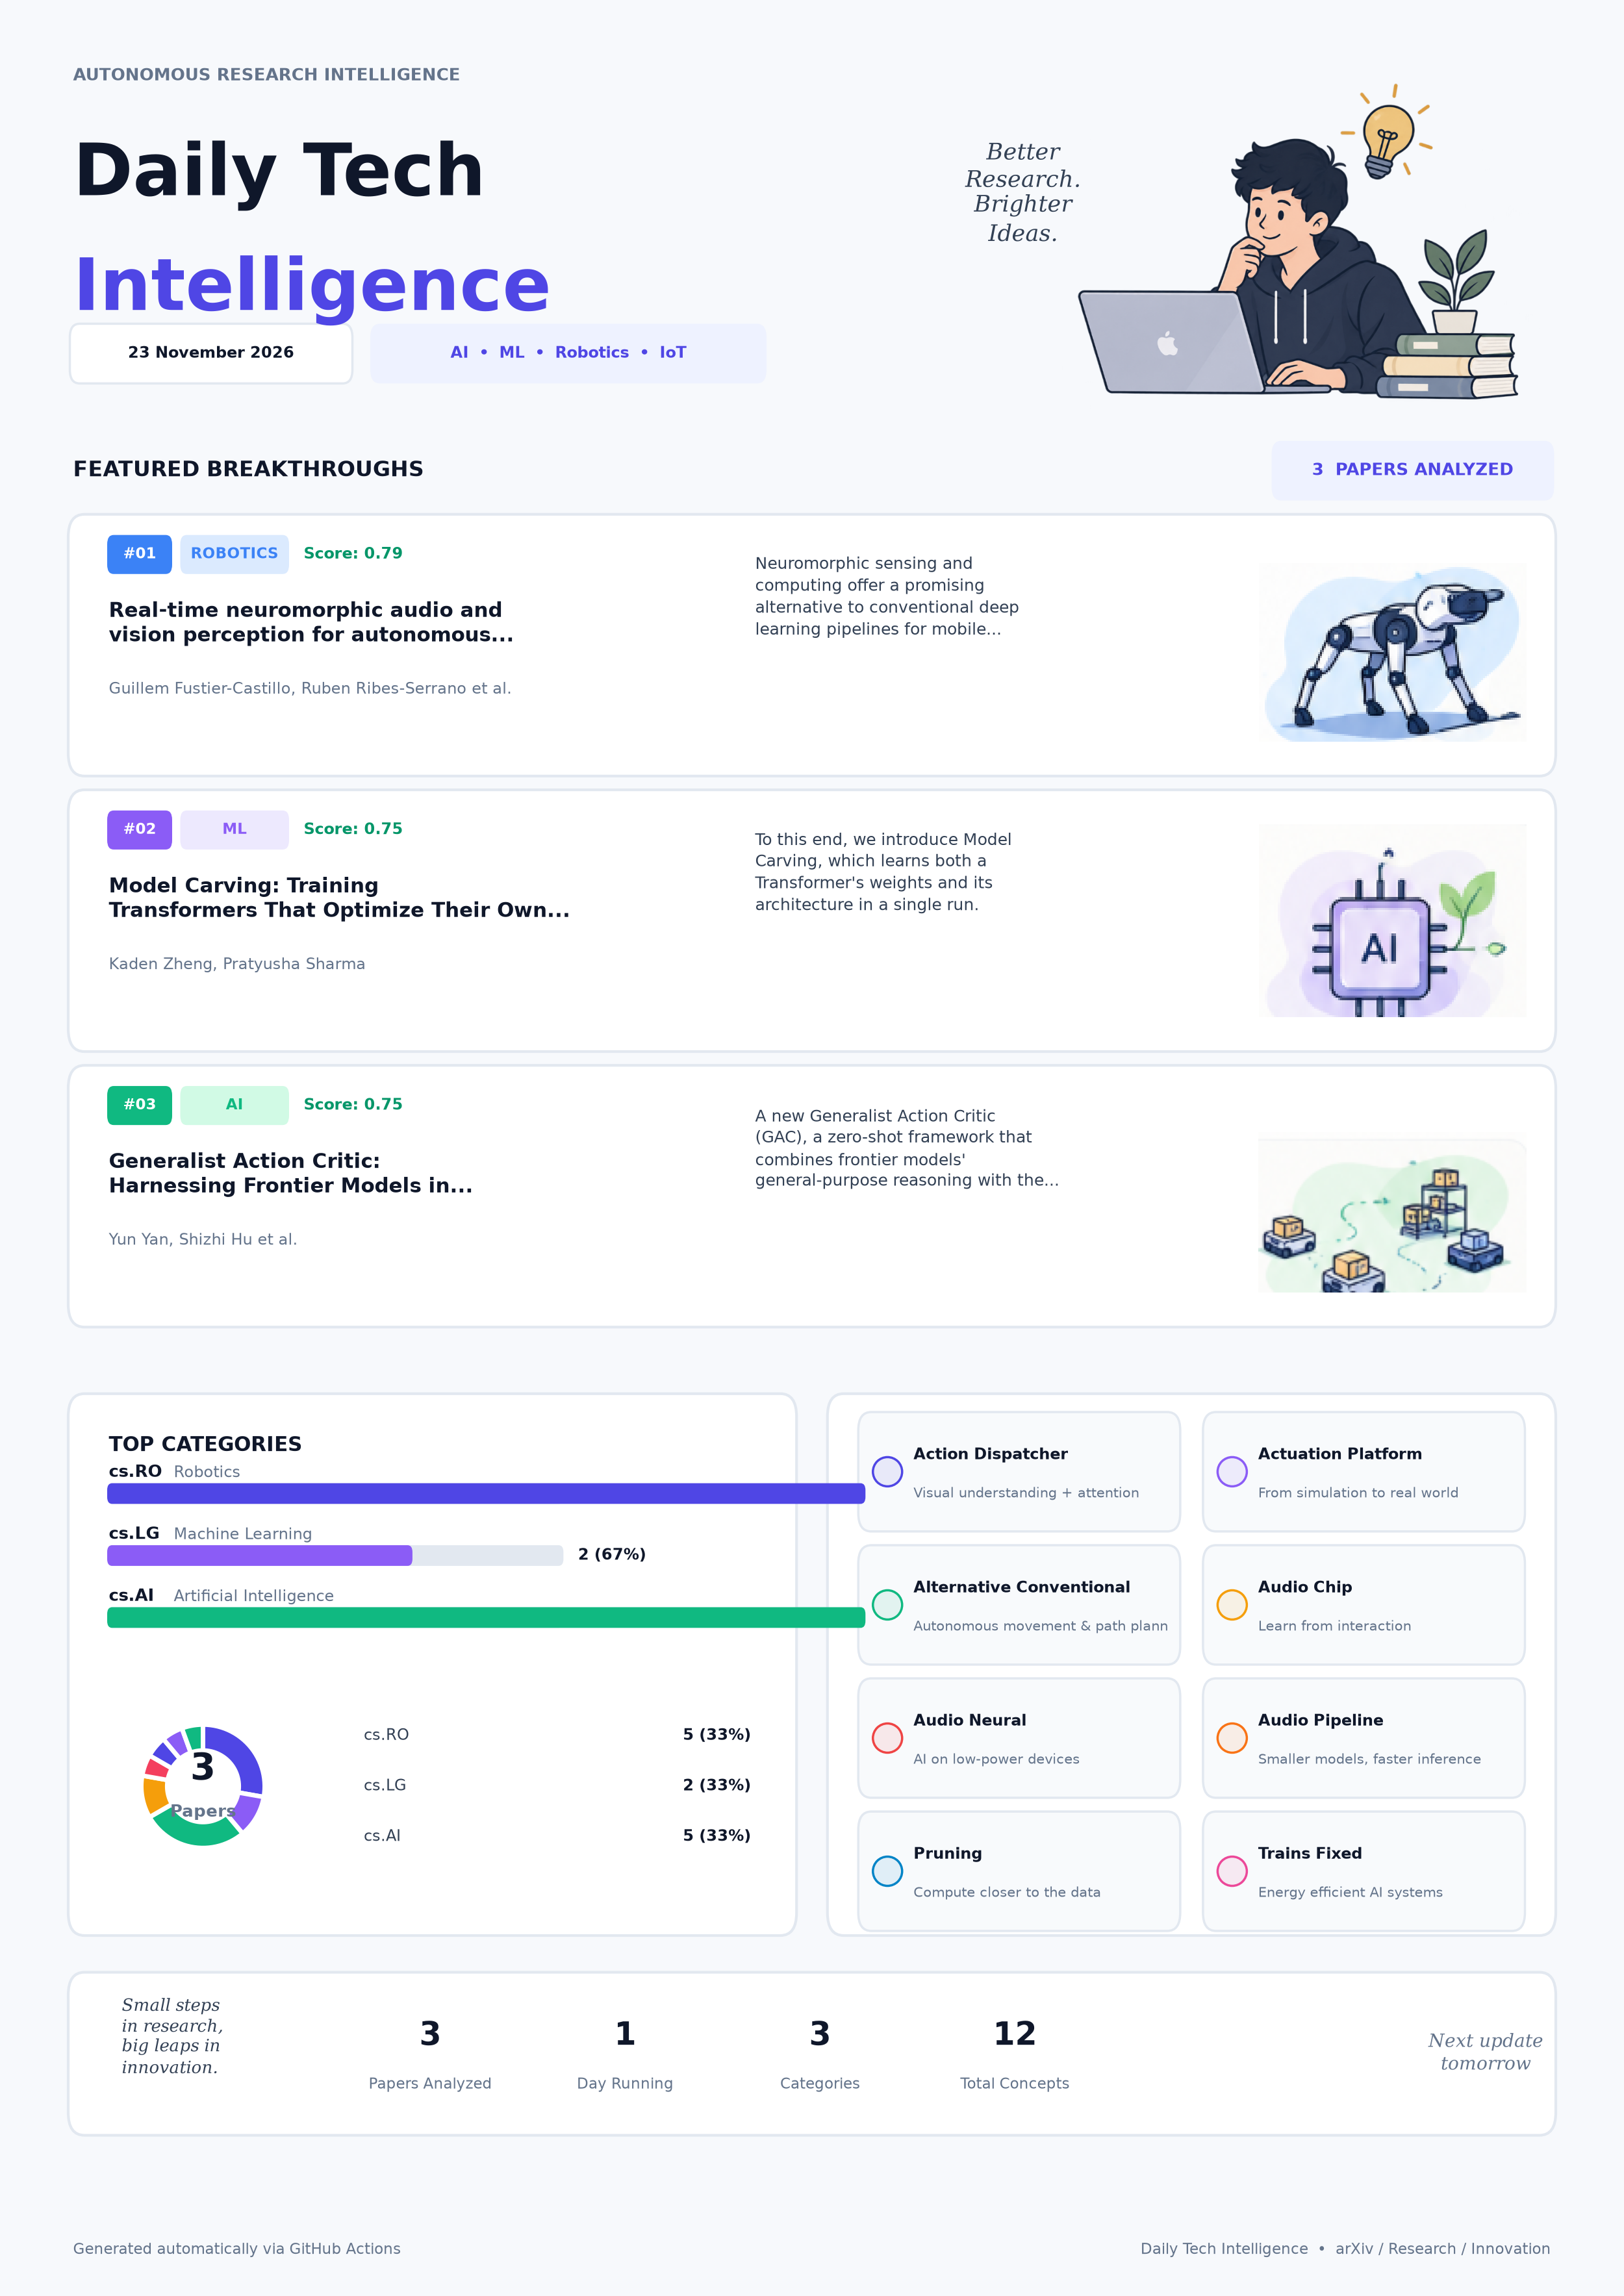 AUTONOMOUS RESEARCH INTELLIGENCE
Daily Tech
Intelligence
23 November 2026
AI • ML • Robotics • IoT
Better
Research.
Brighter
Ideas.
FEATURED BREAKTHROUGHS
3 PAPERS ANALYZED
#01
ROBOTICS
Score: 0.79
Real-time neuromorphic audio and
vision perception for autonomous...
Guillem Fustier-Castillo, Ruben Ribes-Serrano et al.
Neuromorphic sensing and
computing offer a promising
alternative to conventional deep
learning pipelines for mobile...
#02
ML
Score: 0.75
Model Carving: Training
Transformers That Optimize Their Own...
Kaden Zheng, Pratyusha Sharma
To this end, we introduce Model
Carving, which learns both a
Transformer's weights and its
architecture in a single run.
AI
#03
AI
Score: 0.75
Generalist Action Critic:
Harnessing Frontier Models in...
Yun Yan, Shizhi Hu et al.
A new Generalist Action Critic
(GAC), a zero-shot framework that
combines frontier models'
general-purpose reasoning with the...
TOP CATEGORIES
cs.RO Robotics
cs.LG Machine Learning
2 (67%)
cs.AI Artificial Intelligence
3
Papers
cs.RO 5 (33%)
cs.LG 2 (33%)
cs.AI 5 (33%)
Action Dispatcher
Visual understanding + attention
Actuation Platform
From simulation to real world
Alternative Conventional
Autonomous movement & path plann
Audio Chip
Learn from interaction
Audio Neural
AI on low-power devices
Audio Pipeline
Smaller models, faster inference
Pruning
Compute closer to the data
Trains Fixed
Energy efficient AI systems
Small steps
in research,
big leaps in
innovation.
3
Papers Analyzed
1
Day Running
3
Categories
12
Total Concepts
Next update
tomorrow
Generated automatically via GitHub Actions
Daily Tech Intelligence • arXiv / Research / Innovation